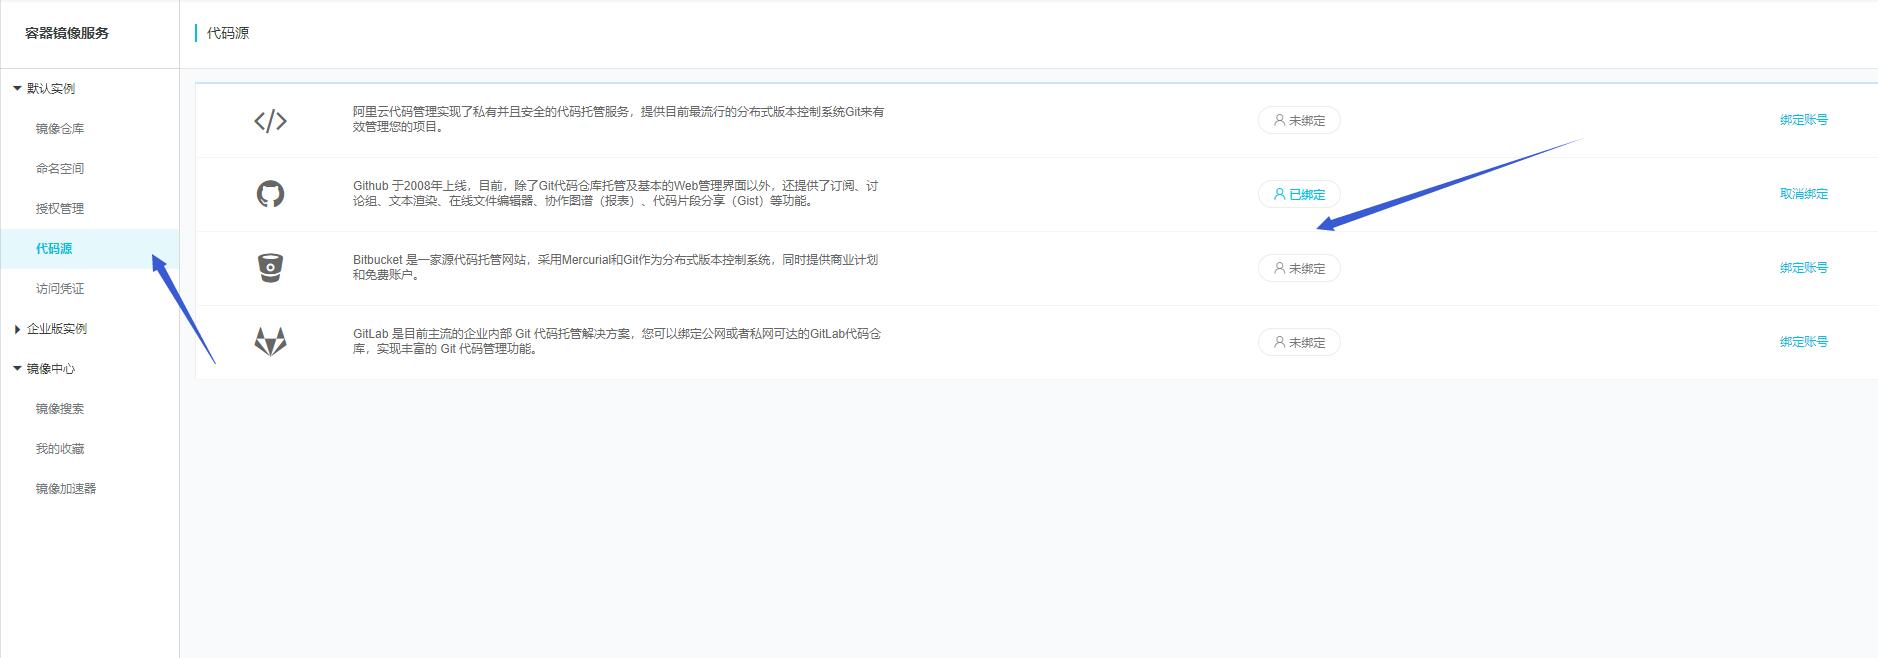 容器镜像服务
代码源
默认实例
镜像仓库
命名空间
授权管理
代码源
访问凭证
企业版实例
镜像中心
镜像搜索
我的收藏
镜像加速器
阿里云代码管理实现了私有并且安全的代码托管服务，提供目前最流行的分布式版本控制系统Git来有
效管理您的项目。
未绑定
绑定账号
Github 于2008年上线，目前，除了Git代码仓库托管及基本的Web管理界面以外，还提供了订阅、讨
论组、文本渲染、在线文件编辑器、协作图谱（报表）、代码片段分享（Gist）等功能。
已绑定
取消绑定
Bitbucket 是一家源代码托管网站，采用Mercurial和Git作为分布式版本控制系统，同时提供商业计划
和免费账户。
未绑定
绑定账号
GitLab 是目前主流的企业内部 Git 代码托管解决方案，您可以绑定公网或者私网可达的GitLab代码仓
库，实现丰富的 Git 代码管理功能。
未绑定
绑定账号